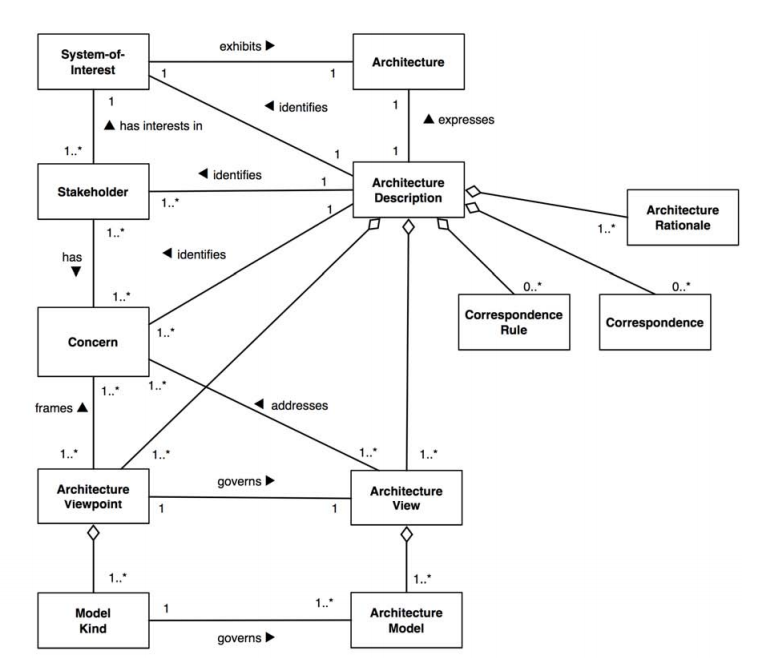 System-of-
Interest
exhibits ▶
Architecture
1
1
1
◀ identifies
1
▲ has interests in
▲ expresses
1..*
1
1
Stakeholder
◀ identifies
1
1..*
Architecture
Description
1..*
1
Architecture
Rationale
1..*
has
▼
◀ identifies
1..*
1..*
0..*
0..*
Concern
Correspondence
Rule
Correspondence
1..*
1..*
frames ▲
◀ addresses
1..*
1..*
1..*
1..*
Architecture
Viewpoint
governs ▶
1
1
Architecture
View
1..*
1..*
Model
Kind
1
1..*
governs ▶
Architecture
Model